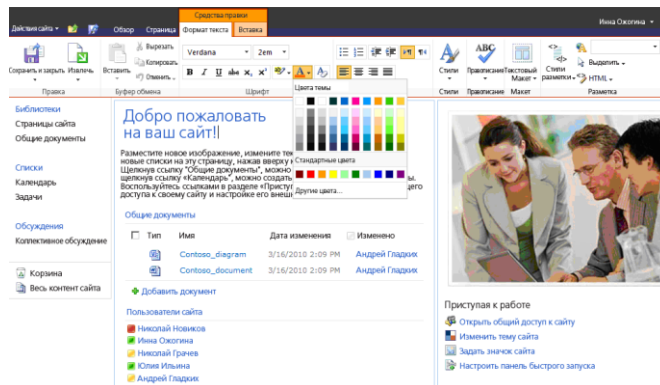 Средства правки
Действия сайта
Обзор Страница Формат текста Вставка
Инна Ожогина
Сохранить и закрыть Извлечь
Вставить
Вырезать
Копировать
Отменить
Verdana 2em
B I U abc x, x²
ABC
Стили
Правописание
Текстовый Макет
Стили разметки
Выделить
HTML
Правка Буфер обмена Шрифт Стили Правописание Макет Разметка
Цвета темы
Стандартные цвета
Другие цвета...
Библиотеки
Страницы сайта
Общие документы
Списки
Календарь
Задачи
Обсуждения
Коллективное обсуждение
Корзина
Весь контент сайта
Добро пожаловать
на ваш сайт!
Разместите новое изображение, измените
новые списки на эту страницу, нажав вверху
Щелкнув ссылку "Общие документы", можно
щелкнув ссылку «Календарь", можно создать
Воспользуйтесь ссылками в разделе
доступа к своему сайту и настройке его
Общие документы
Тип Имя Дата изменения Изменено
Contoso_diagram 3/16/2010 2:09 PM Андрей Гладких
Contoso_document 3/16/2010 2:09 PM Андрей Гладких
Добавить документ
Пользователи сайта
Николай Новиков
Инна Ожогина
Николай Грачев
Юлия Ильина
Андрей Гладких
Приступая к работе
Открыть общий доступ к сайту
Изменить тему сайта
Задать значок сайта
Настроить панель быстрого запуска